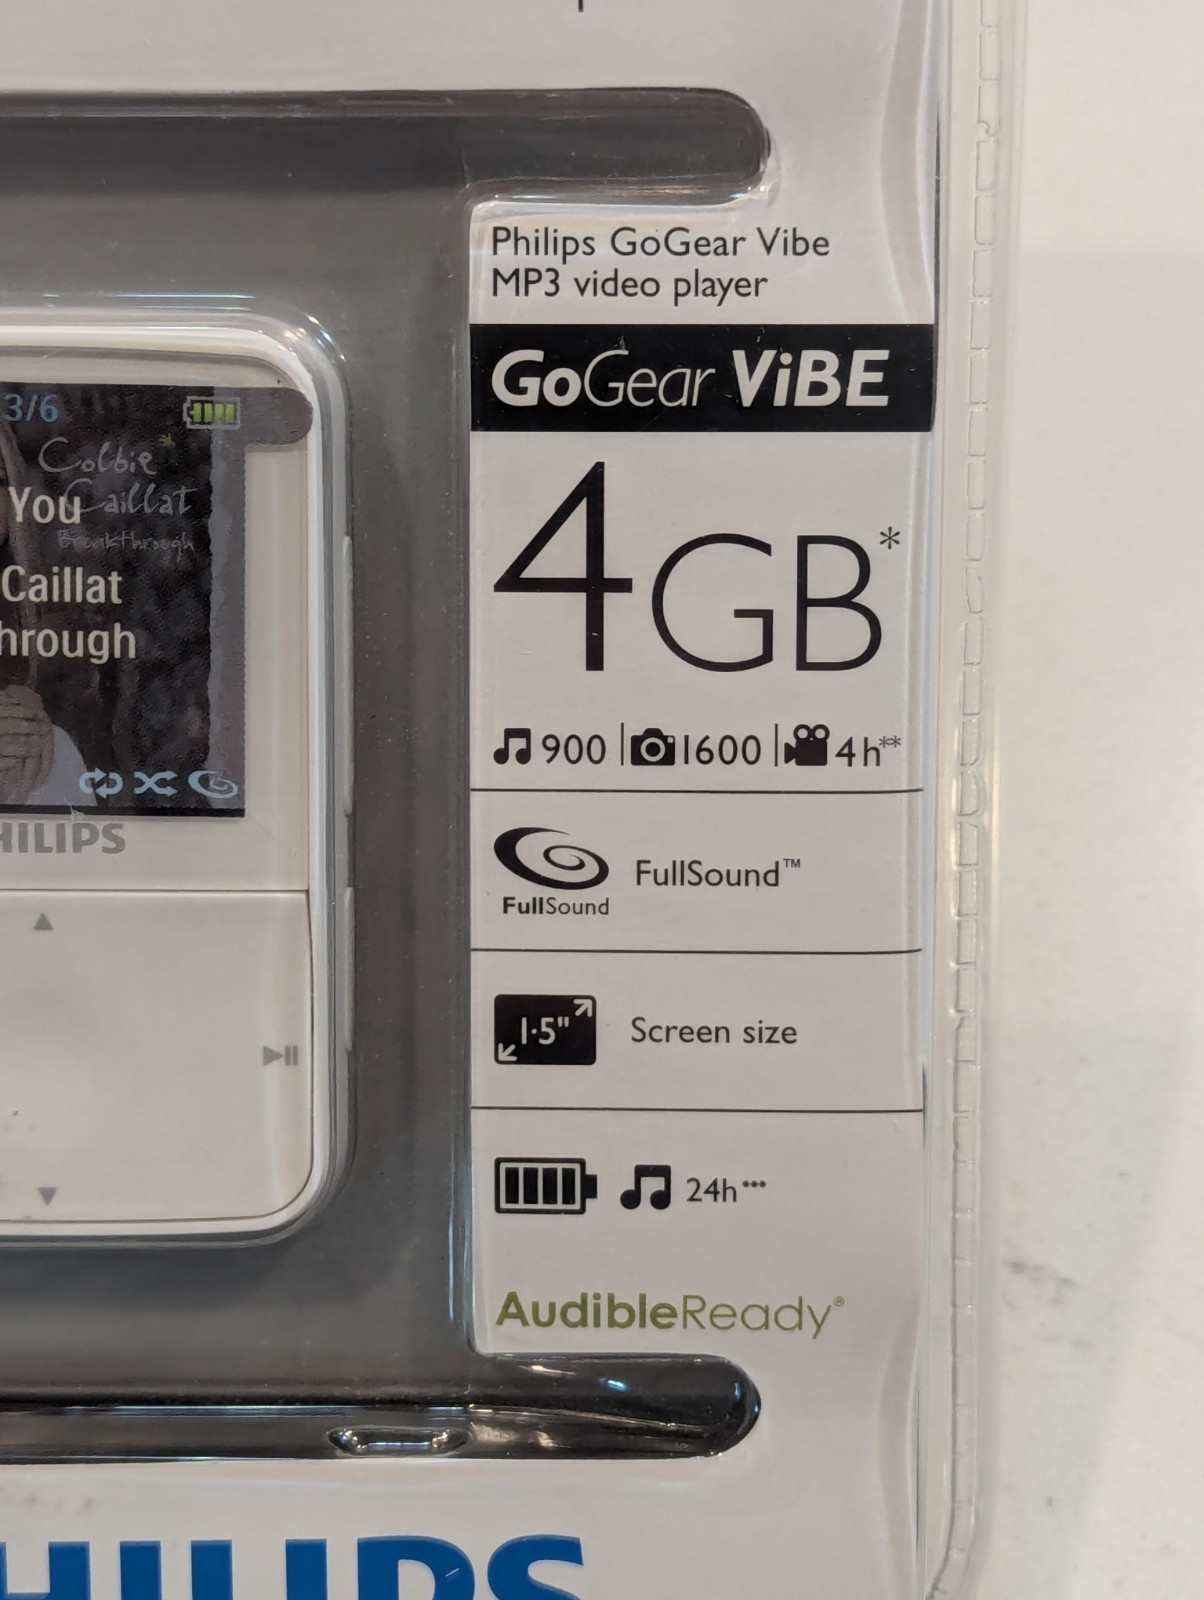 Philips GoGear Vibe
MP3 video player
GoGear ViBE
4GB*
900 | 1600 | 4h**
FullSound
FullSound™
1.5"
Screen size
24h***
AudibleReady®
3/6
Colbie
Caillat
Breakthrough
You
Caillat
hrough
HILIPS
HILIPS